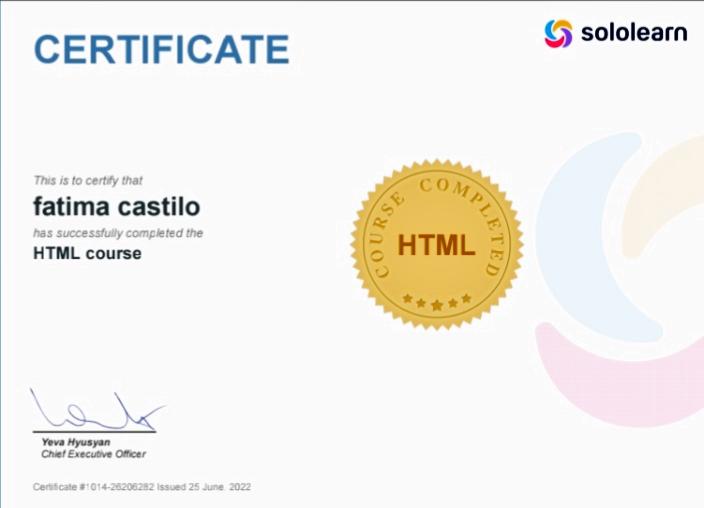 CERTIFICATE
sololearn
This is to certify that
fatima castilo
has successfully completed the
HTML course
COURSE COMPLETED
HTML
Yeva Hyusyan
Chief Executive Officer
Certificate #1014-26206282 Issued 25 June, 2022